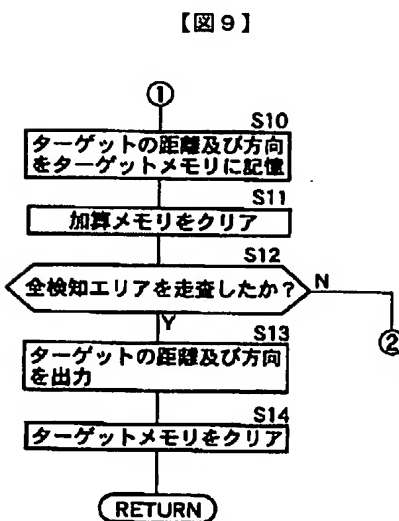 【図9】
①
S10
ターゲットの距離及び方向
をターゲットメモリに記憶
S11
加算メモリをクリア
S12
全検知エリアを走査したか?
N
Y
②
S13
ターゲットの距離及び方向
を出力
S14
ターゲットメモリをクリア
RETURN